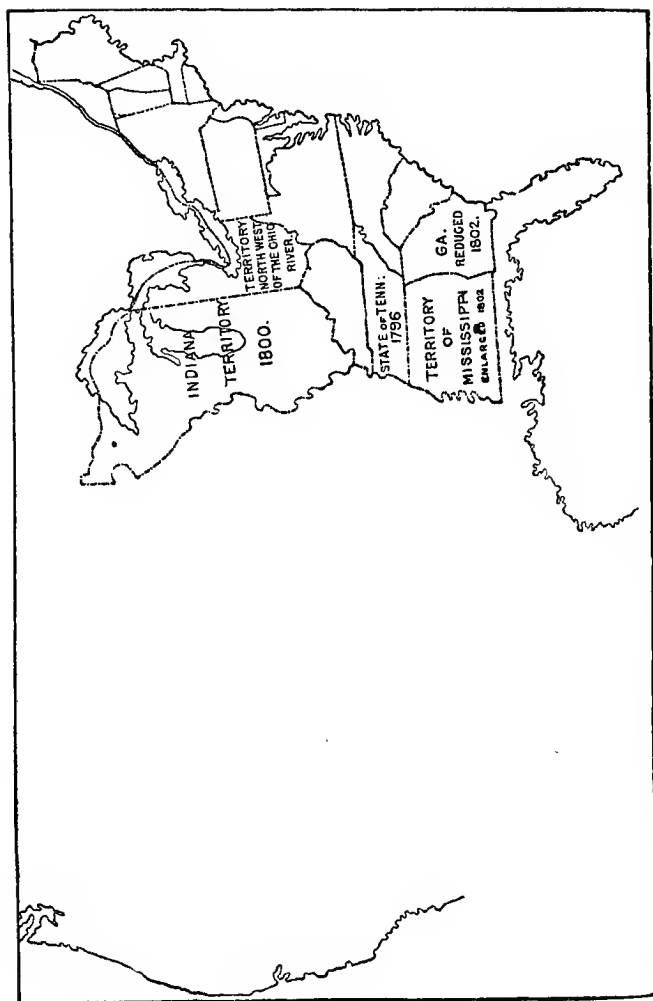 INDIANA
TERRITORY
1800.
TERRITORY
NORTH WEST
OF THE OHIO
RIVER.
STATE OF TENN:
1796
TERRITORY
OF
MISSISSIPPI
ENLARGED 1802
GA.
REDUCED
1802.